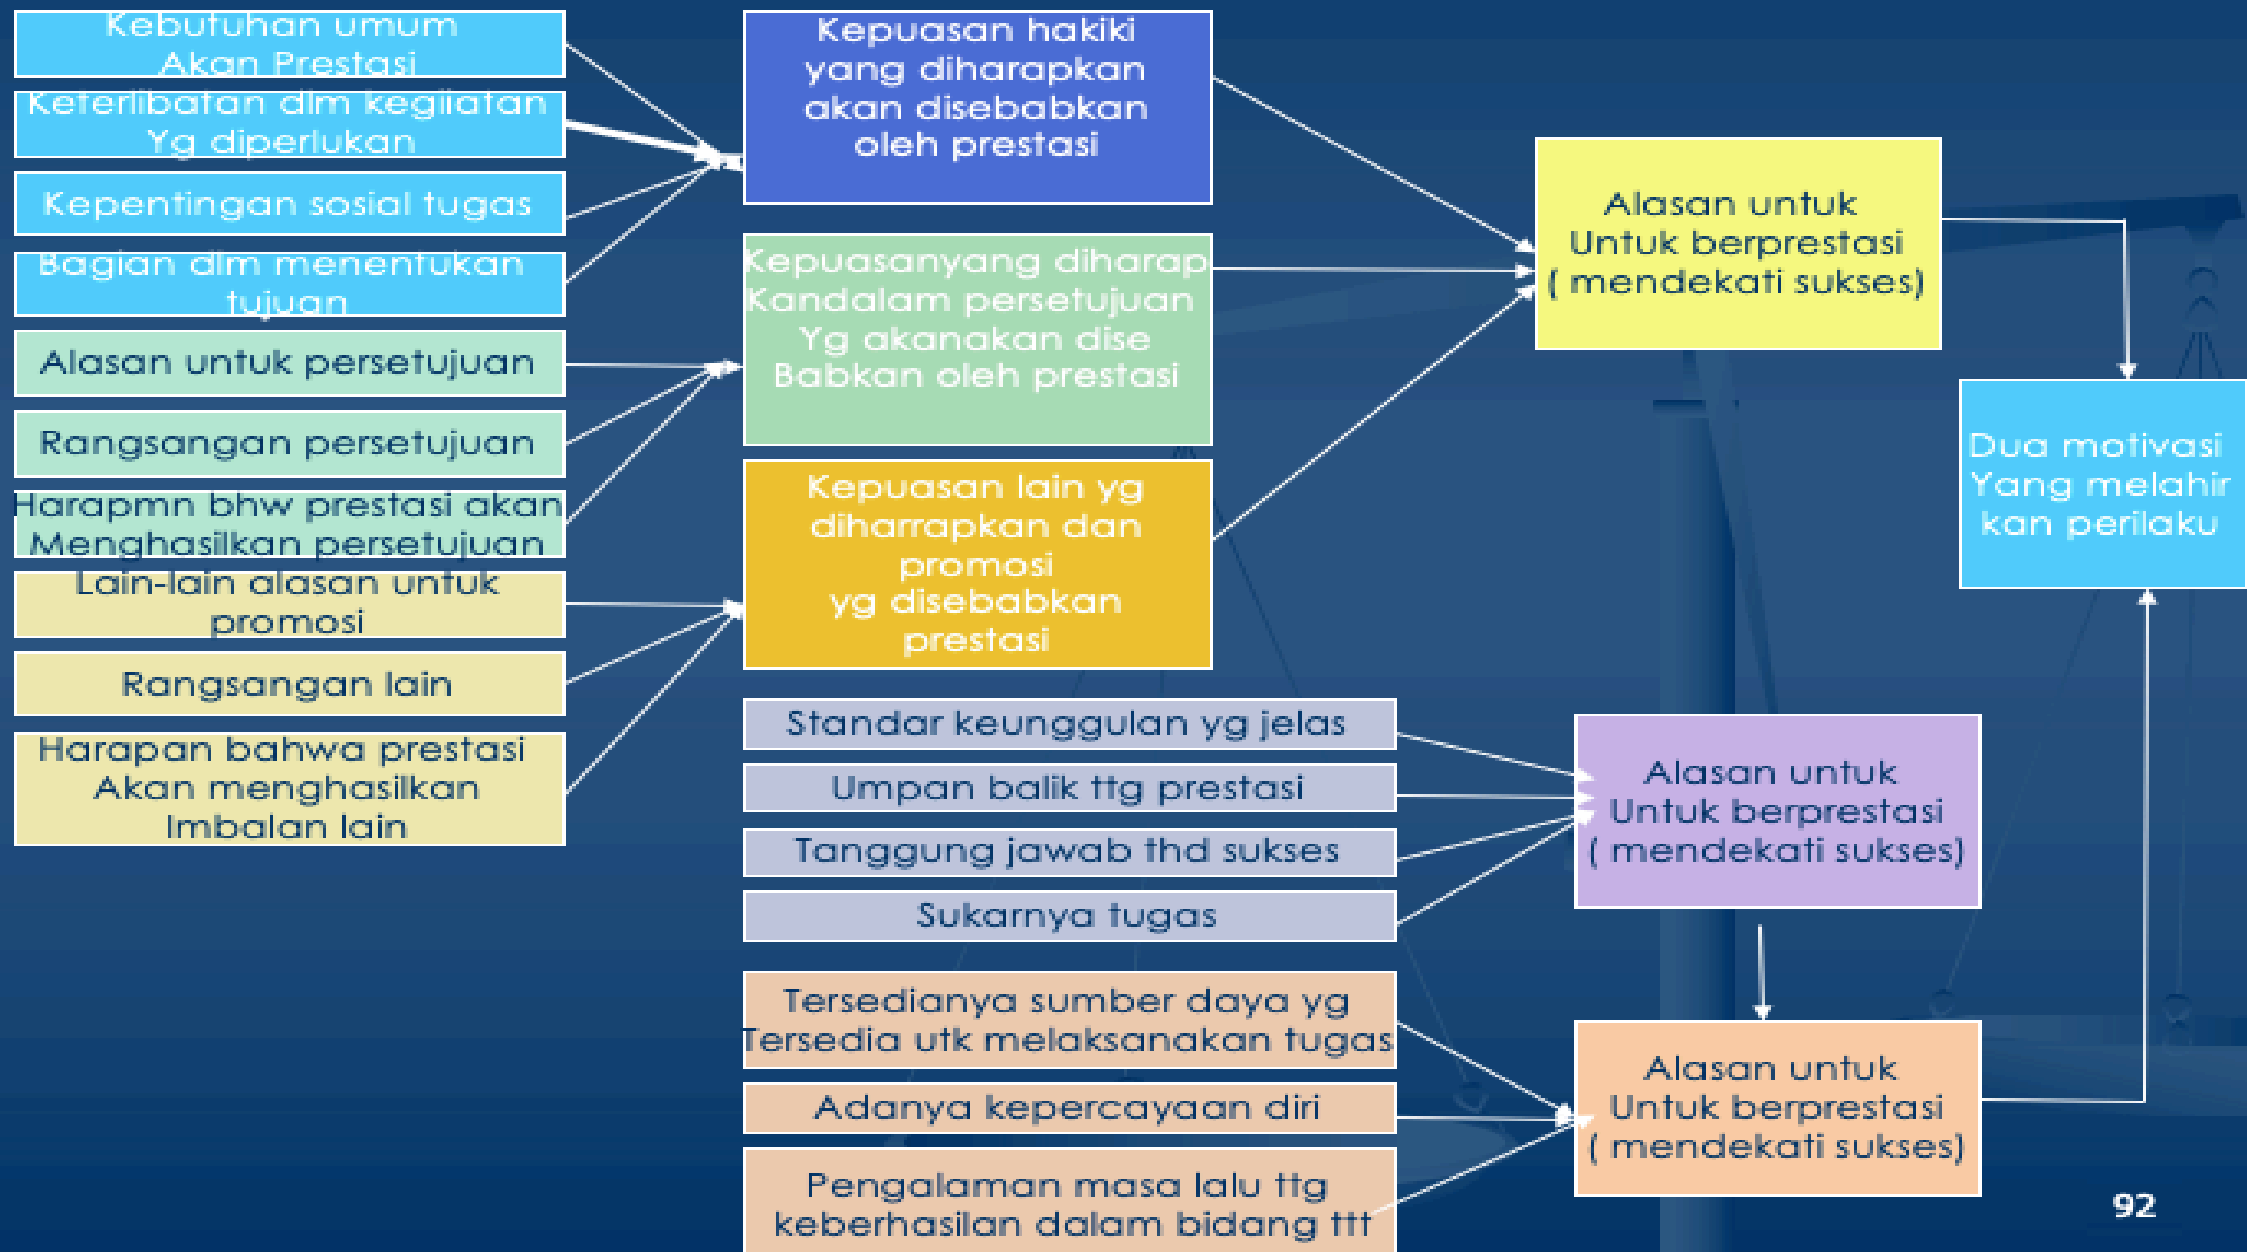 Kebutuhan umum
Akan Prestasi
Keterlibatan dlm kegiiatan
Yg diperlukan
Kepentingan sosial tugas
Bagian dlm menentukan
tujuan
Alasan untuk persetujuan
Rangsangan persetujuan
Harapmn bhw prestasi akan
Menghasilkan persetujuan
Lain-lain alasan untuk
promosi
Rangsangan lain
Harapan bahwa prestasi
Akan menghasilkan
Imbalan lain
Kepuasan hakiki
yang diharapkan
akan disebabkan
oleh prestasi
Kepuasanyang diharap
Kandalam persetujuan
Yg akanakan dise
Babkan oleh prestasi
Kepuasan lain yg
diharrapkan dan
promosi
yg disebabkan
prestasi
Standar keunggulan yg jelas
Umpan balik ttg prestasi
Tanggung jawab thd sukses
Sukarnya tugas
Tersedianya sumber daya yg
Tersedia utk melaksanakan tugas
Adanya kepercayaan diri
Pengalaman masa lalu ttg
keberhasilan dalam bidang ttt
Alasan untuk
Untuk berprestasi
( mendekati sukses)
Alasan untuk
Untuk berprestasi
( mendekati sukses)
Alasan untuk
Untuk berprestasi
( mendekati sukses)
Dua motivasi
Yang melahir
kan perilaku
92